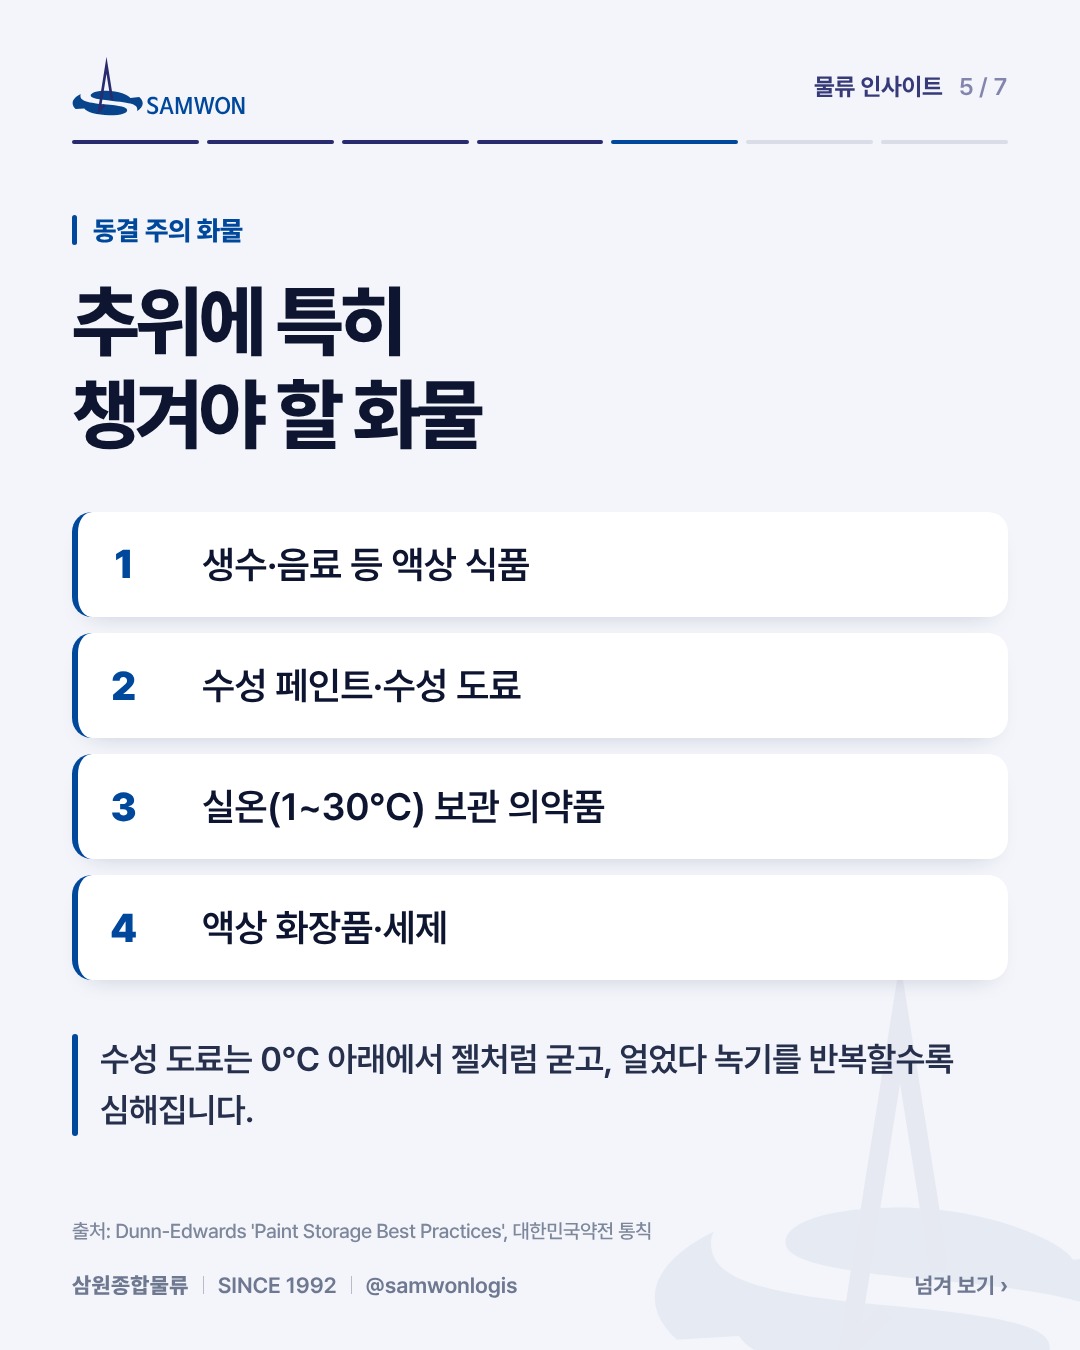 SAMWON
물류 인사이트 5 / 7
동결 주의 화물
추위에 특히
챙겨야 할 화물
1 생수·음료 등 액상 식품
2 수성 페인트·수성 도료
3 실온(1~30°C) 보관 의약품
4 액상 화장품·세제
수성 도료는 0°C 아래에서 젤처럼 굳고, 얼었다 녹기를 반복할수록
심해집니다.
출처: Dunn-Edwards 'Paint Storage Best Practices', 대한민국약전 통칙
삼원종합물류 | SINCE 1992 | @samwonlogis
넘겨 보기 ›